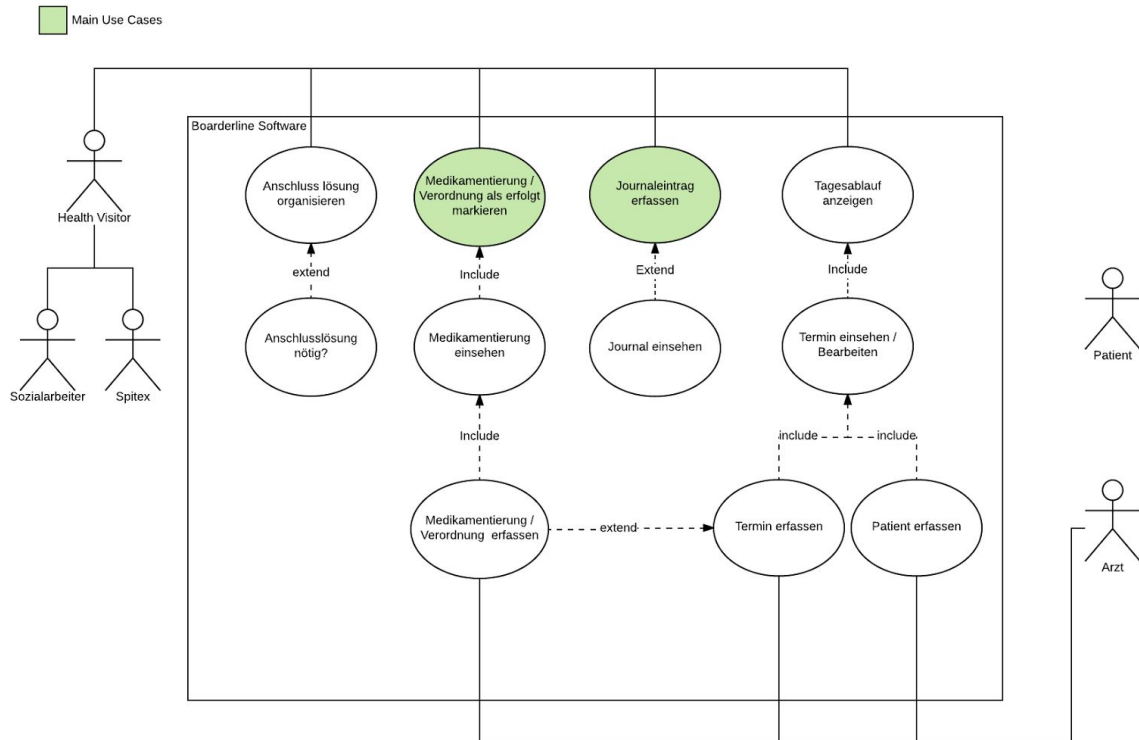 Main Use Cases
Boarderline Software
Health Visitor
Sozialarbeiter
Spitex
Anschluss lösung
organisieren
Medikamentierung /
Verordnung als erfolgt
markieren
Journaleintrag
erfassen
Tagesablauf
anzeigen
extend
Include
Extend
Include
Anschlusslösung
nötig?
Medikamentierung
einsehen
Journal einsehen
Termin einsehen /
Bearbeiten
Patient
Include
include
include
Medikamentierung /
Verordnung erfassen
extend
Termin erfassen
Patient erfassen
Arzt